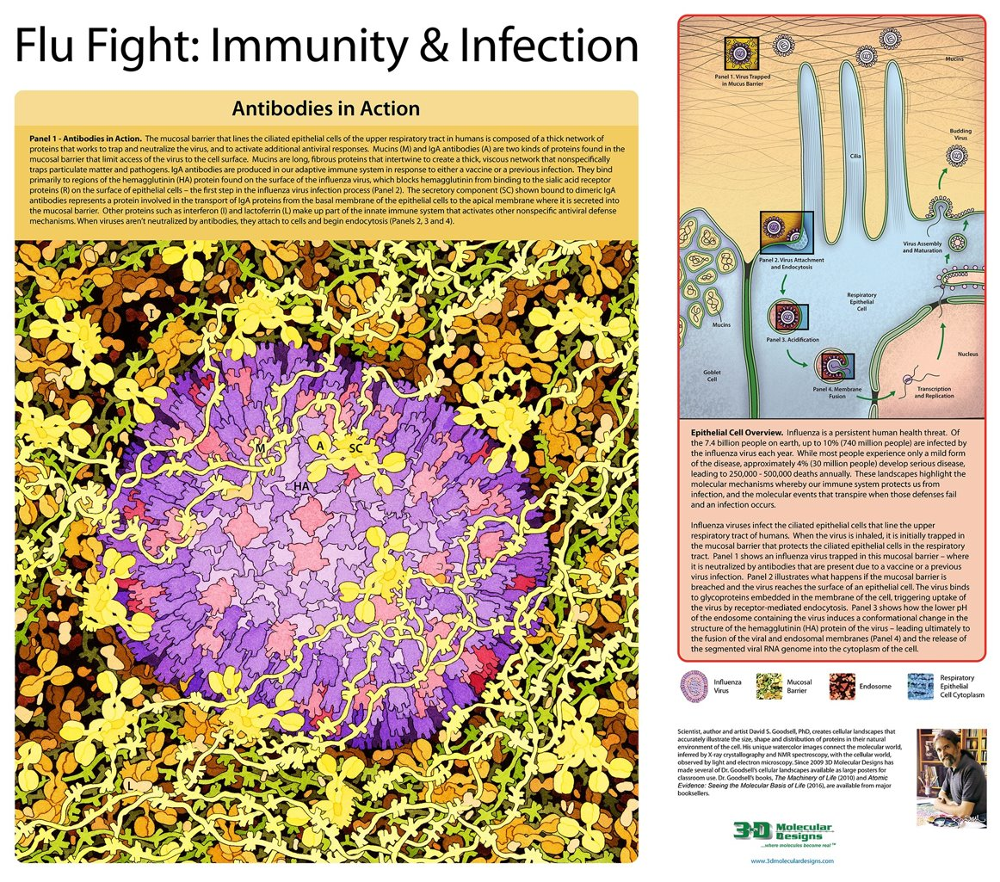 Flu Fight: Immunity & Infection
Antibodies in Action
Panel 1 - Antibodies in Action. The mucosal barrier that lines the ciliated epithelial cells of the upper respiratory tract in humans is composed of a thick network of
proteins that works to trap and neutralize the virus, and to activate additional antiviral responses. Mucins (M) and IgA antibodies (A) are two kinds of proteins found in the
mucosal barrier that limit access of the virus to the cell surface. Mucins are long, fibrous proteins that intertwine to create a thick, viscous network that nonspecifically
traps particulate matter and pathogens. IgA antibodies are produced in our adaptive immune system in response to either a vaccine or a previous infection. They bind
primarily to regions of the hemagglutinin (HA) protein found on the surface of the influenza virus, which blocks hemagglutinin from binding to the sialic acid receptor
proteins (R) on the surface of epithelial cells – the first step in the influenza virus infection process (Panel 2). The secretory component (SC) shown bound to dimeric IgA
antibodies represents a protein involved in the transport of IgA proteins from the basal membrane of the epithelial cells to the apical membrane where it is secreted into
the mucosal barrier. Other proteins such as interferon (I) and lactoferrin (L) make up part of the innate immune system that activates other nonspecific antiviral defense
mechanisms. When viruses aren't neutralized by antibodies, they attach to cells and begin endocytosis (Panels 2, 3 and 4).
I
M
A
SC
HA
L
Panel 1. Virus Trapped
in Mucus Barrier
Mucins
Budding
Virus
Cilia
Panel 2. Virus Attachment
and Endocytosis
Virus Assembly
and Maturation
Respiratory
Epithelial
Cell
Mucins
Panel 3. Acidification
Nucleus
Goblet
Cell
Panel 4. Membrane
Fusion
Transcription
and Replication
Epithelial Cell Overview. Influenza is a persistent human health threat. Of
the 7.4 billion people on earth, up to 10% (740 million people) are infected by
the influenza virus each year. While most people experience only a mild form
of the disease, approximately 4% (30 million people) develop serious disease,
leading to 250,000 - 500,000 deaths annually. These landscapes highlight the
molecular mechanisms whereby our immune system protects us from
infection, and the molecular events that transpire when those defenses fail
and an infection occurs.
Influenza viruses infect the ciliated epithelial cells that line the upper
respiratory tract of humans. When the virus is inhaled, it is initially trapped in
the mucosal barrier that protects the ciliated epithelial cells in the respiratory
tract. Panel 1 shows an influenza virus trapped in this mucosal barrier – where
it is neutralized by antibodies that are present due to a vaccine or a previous
virus infection. Panel 2 illustrates what happens if the mucosal barrier is
breached and the virus reaches the surface of an epithelial cell. The virus binds
to glycoproteins embedded in the membrane of the cell, triggering uptake of
the virus by receptor-mediated endocytosis. Panel 3 shows how the lower pH
of the endosome containing the virus induces a conformational change in the
structure of the hemagglutinin (HA) protein of the virus – leading ultimately to
the fusion of the viral and endosomal membranes (Panel 4) and the release of
the segmented viral RNA genome into the cytoplasm of the cell.
Influenza
Virus
Mucosal
Barrier
Endosome
Respiratory
Epithelial
Cell Cytoplasm
Scientist, author and artist David S. Goodsell, PhD, creates cellular landscapes that
accurately illustrate the size, shape and distribution of proteins in their natural
environment of the cell. His unique watercolor images connect the molecular world,
inferred by X-ray crystallography and NMR spectroscopy, with the cellular world,
observed by light and electron microscopy. Since 2009 3D Molecular Designs has
made several of Dr. Goodsell's cellular landscapes available as large posters for
classroom use. Dr. Goodsell's books, The Machinery of Life (2010) and Atomic
Evidence: Seeing the Molecular Basis of Life (2016), are available from major
booksellers.
3-D Molecular
Designs
...where molecules become real ™
www.3dmoleculardesigns.com